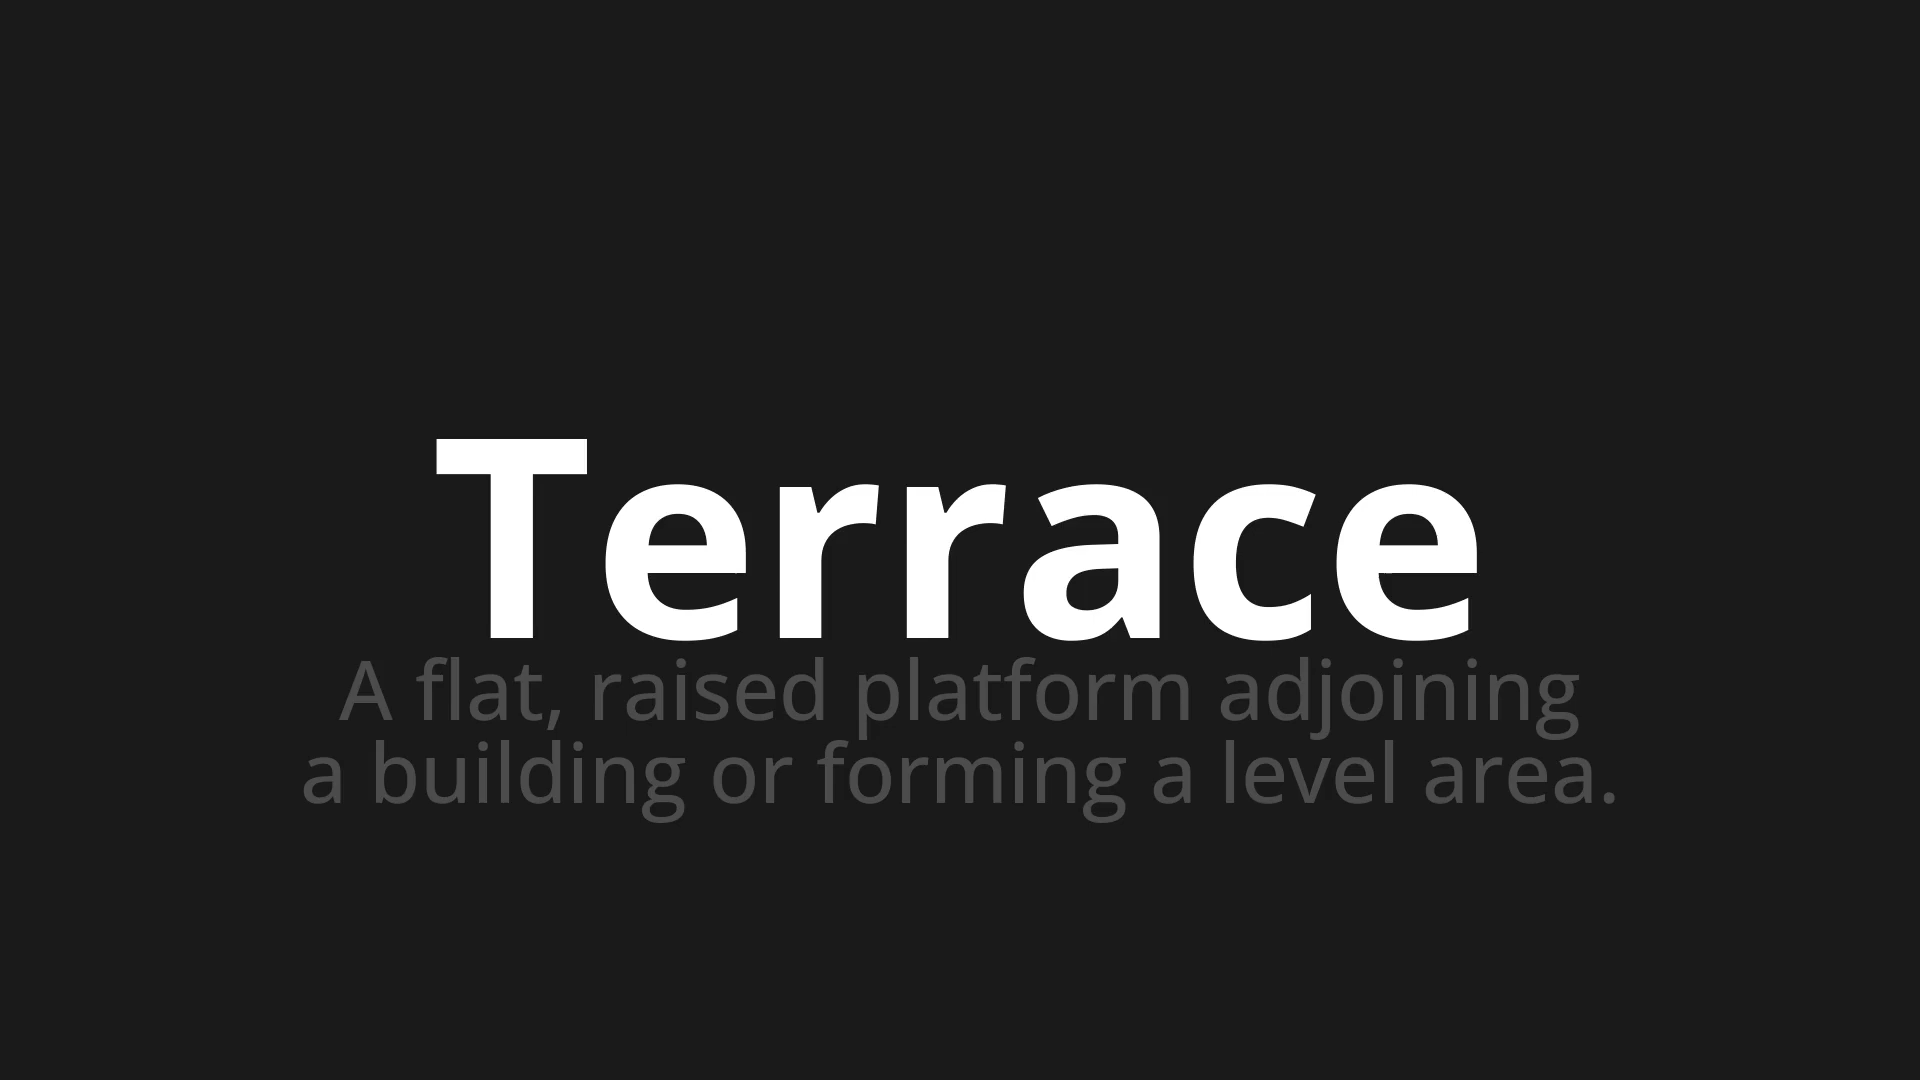 Terrace
A flat, raised platform adjoining
a building or forming a level area.